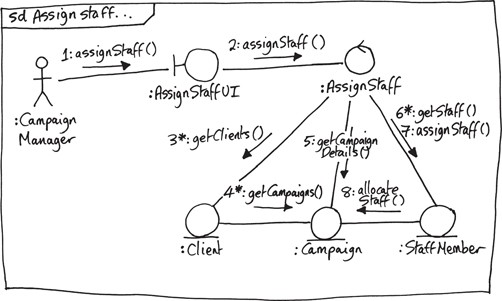 sd Assign staff...
1: assignStaff()
2: assignStaff()
:Campaign
Manager
:AssignStaffUI
:AssignStaff
3*: getClients()
5: getCampaign
Details()
6*: getStaff()
7: assignStaff()
4*: getCampaigns()
8: allocate
Staff()
:Client
:Campaign
:StaffMember